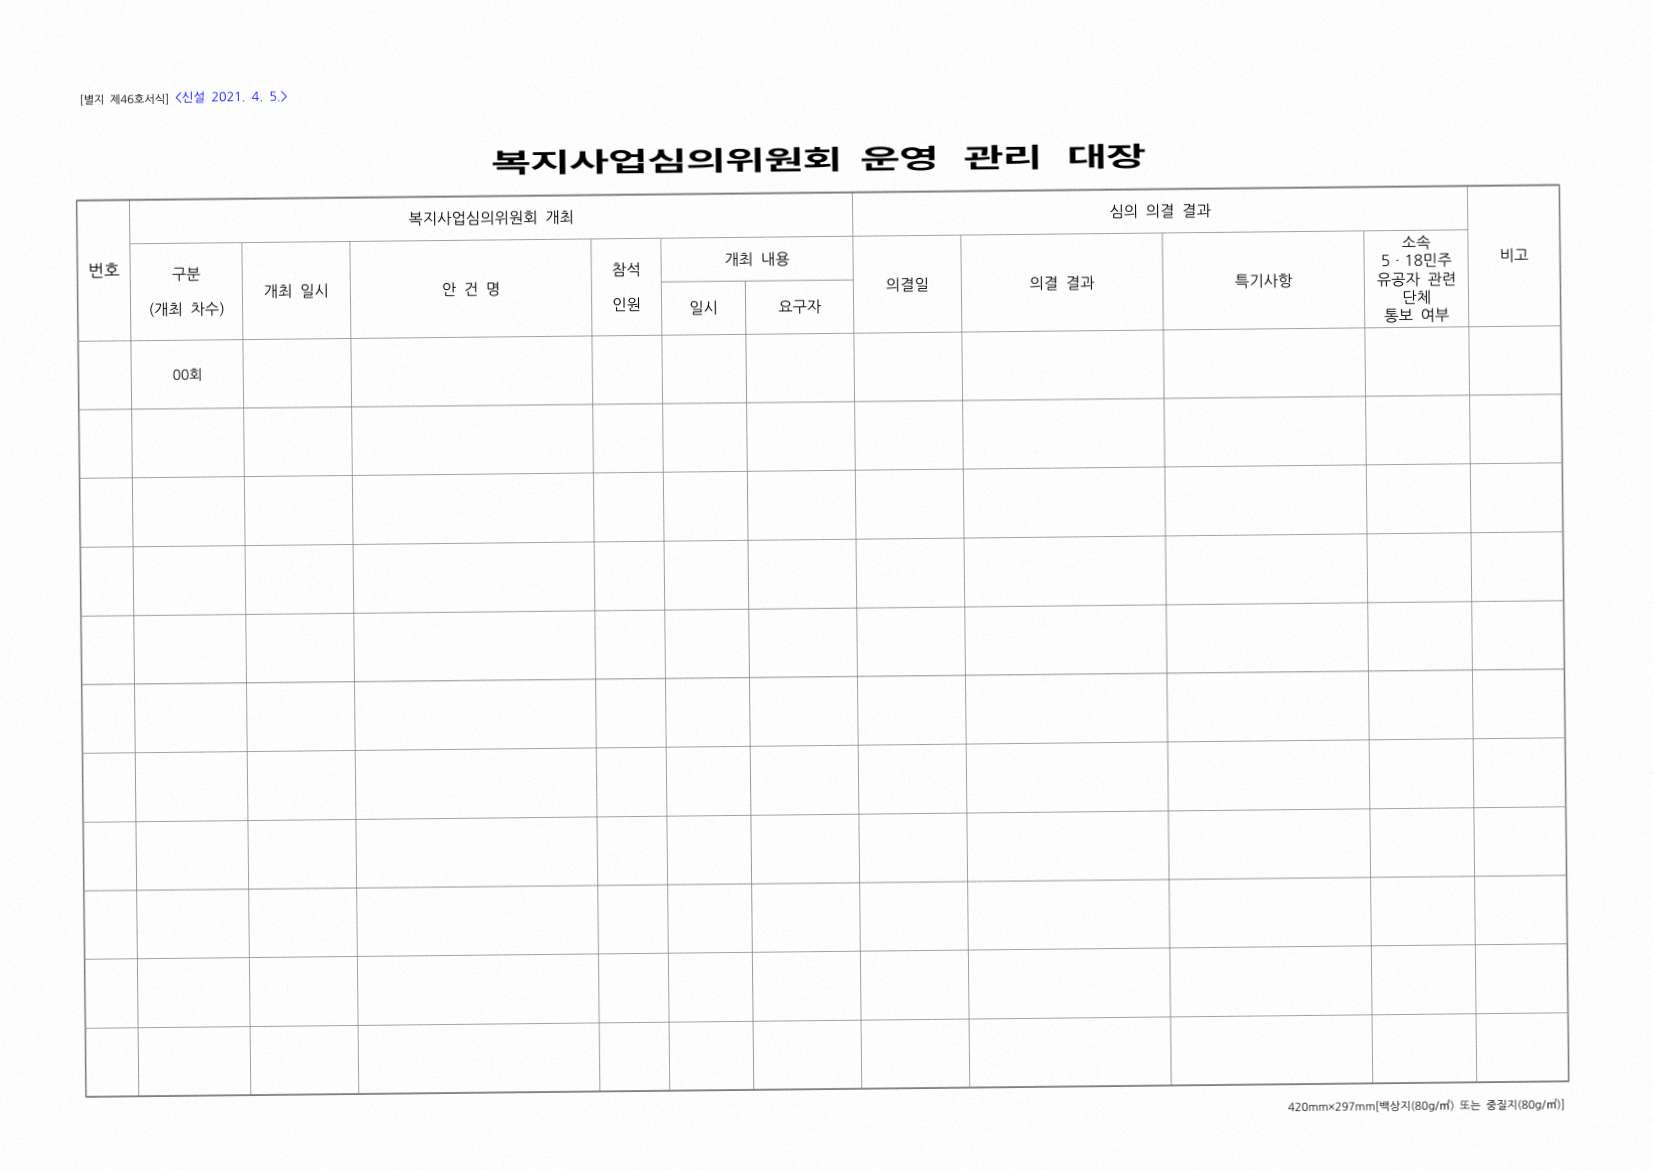 [별지 제46호서식] <신설 2021. 4. 5.>
복지사업심의위원회 운영 관리 대장
번호
복지사업심의위원회 개최
심의 의결 결과
비고
구분
(개최 차수)
개최 일시
안 건 명
참석
인원
개최 내용
일시
요구자
의결일
의결 결과
특기사항
소속
5ㆍ18민주
유공자 관련
단체
통보 여부
00회
420mm×297mm[백상지(80g/㎡) 또는 중질지(80g/㎡)]